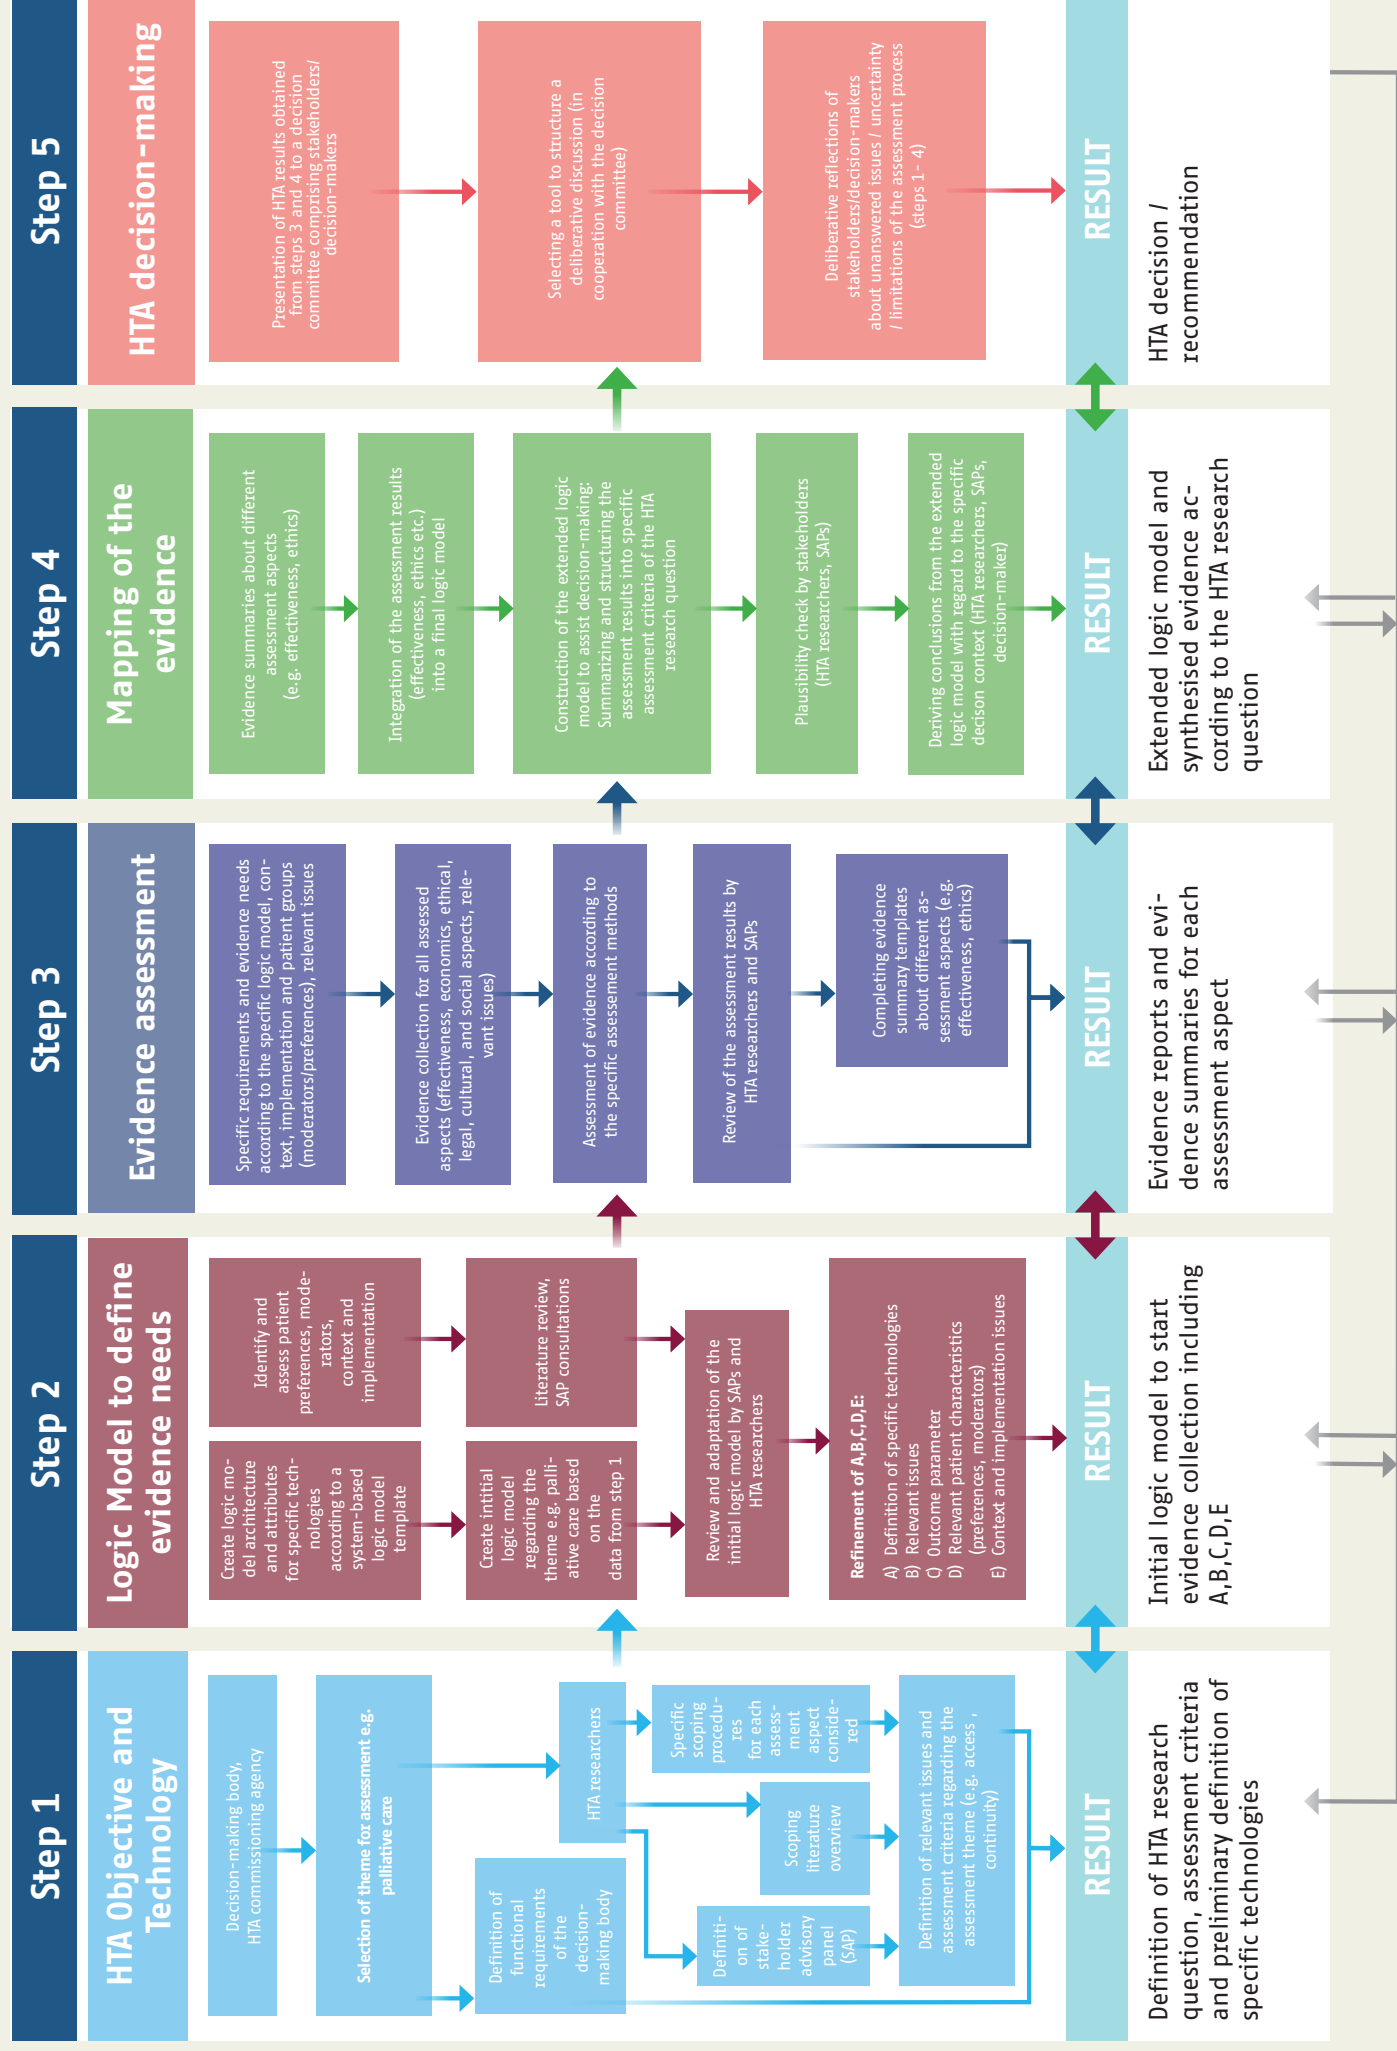 Step 1
HTA Objective and
Technology
Decision-making body,
HTA commissioning agency
Selection of theme for assessment e.g.
palliative care
Definition of
functional
requirements
of the
decision-
making body
HTA researchers
Definiti-
on of
stake-
holder
advisory
panel
(SAP)
Scoping
literature
overview
Specific
scoping
procedu-
res
for each
assess-
ment
aspect
conside-
red
Definition of relevant issues and
assessment criteria regarding the
assessment theme (e.g. access ,
continuity)
RESULT
Definition of HTA research
question, assessment criteria
and preliminary definition of
specific technologies
Step 2
Logic Model to define
evidence needs
Create logic mo-
del architecture
and attributes
for specific tech-
nologies
according to a
system-based
logic model
template
Identify and
assess patient
preferences, mode-
rators,
context and
implementation
Create intitial
logic model
regarding the
theme e.g. palli-
ative care based
on the
data from step 1
Literature review,
SAP consultations
Review and adaptation of the
initial logic model by SAPs and
HTA researchers
Refinement of A,B,C,D,E:
A) Definition of specific technologies
B) Relevant issues
C) Outcome parameter
D) Relevant patient characteristics
(preferences, moderators)
E) Context and implementation issues
RESULT
Initial logic model to start
evidence collection including
A,B,C,D,E
Step 3
Evidence assessment
Specific requirements and evidence needs
according to the specific logic model, con-
text, implementation and patient groups
(moderators/preferences), relevant issues
Evidence collection for all assessed
aspects (effectiveness, economics, ethical,
legal, cultural, and social aspects, rele-
vant issues)
Assessment of evidence according to
the specific assessement methods
Review of the assessment results by
HTA researchers and SAPs
Completing evidence
summary templates
about different as-
sessment aspects (e.g.
effectiveness, ethics)
RESULT
Evidence reports and evi-
dence summaries for each
assessment aspect
Step 4
Mapping of the
evidence
Evidence summaries about different
assessment aspects
(e.g. effectiveness, ethics)
Integration of the assessment results
(effectiveness, ethics etc.)
into a final logic model
Construction of the extended logic
model to assist decision-making:
Summarizing and structuring the
assessment results into specific
assessment criteria of the HTA
research question
Plausibility check by stakeholders
(HTA researchers, SAPs)
Deriving conclusions from the extended
logic model with regard to the specific
decison context (HTA researchers, SAPs,
decision-maker)
RESULT
Extended logic model and
synthesised evidence ac-
cording to the HTA research
question
Step 5
HTA decision-making
Presentation of HTA results obtained
from steps 3 and 4 to a decision
committee comprising stakeholders/
decision-makers
Selecting a tool to structure a
deliberative discussion (in
cooperation with the decision
committee)
Deliberative reflections of
stakeholders/decision-makers
about unanswered issues / uncertainty
/ limitations of the assessment process
(steps 1- 4)
RESULT
HTA decision /
recommendation